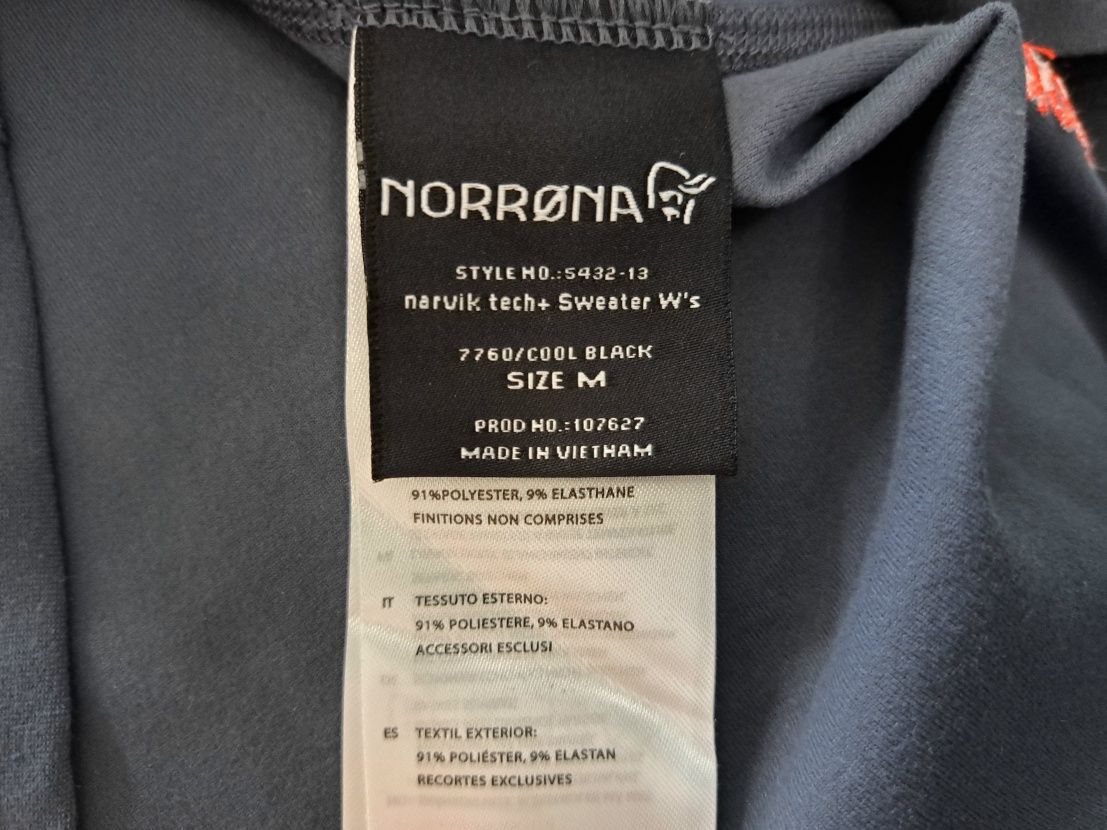 NORRØNA
STYLE NO.:5432-13
narvik tech+ Sweater W's
7760/COOL BLACK
SIZE M
PROD NO.:107627
MADE IN VIETNAM
91%POLYESTER, 9% ELASTHANE
FINITIONS NON COMPRISES
IT TESSUTO ESTERNO:
91% POLIESTERE, 9% ELASTANO
ACCESSORI ESCLUSI
ES TEXTIL EXTERIOR:
91% POLIÉSTER, 9% ELASTAN
RECORTES EXCLUSIVES